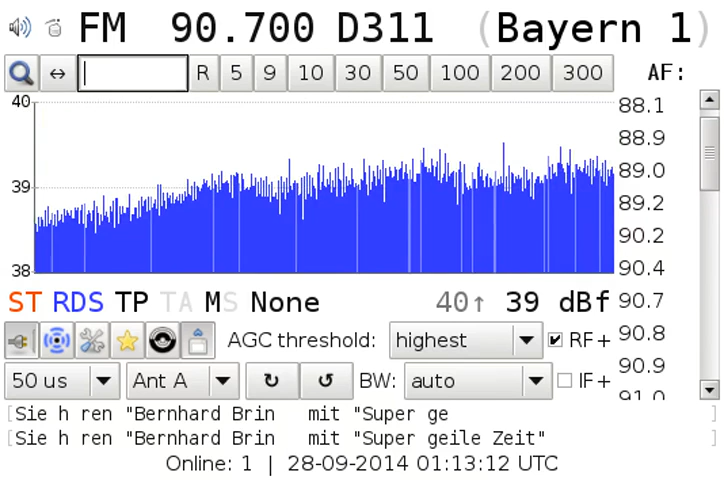 FM 90.700 D311 (Bayern 1)
↔ R 5 9 10 30 50 100 200 300 AF:
40
39
38
88.1
88.9
89.0
89.2
90.2
90.4
90.7
90.8
90.9
91.0
ST RDS TP TA MS None 40↑ 39 dBf
AGC threshold: highest RF+
50 us Ant A ↻ ↺ BW: auto IF+
[Sie h ren "Bernhard Brin   mit "Super ge ]
[Sie h ren "Bernhard Brin   mit "Super geile Zeit" ]
Online: 1 | 28-09-2014 01:13:12 UTC